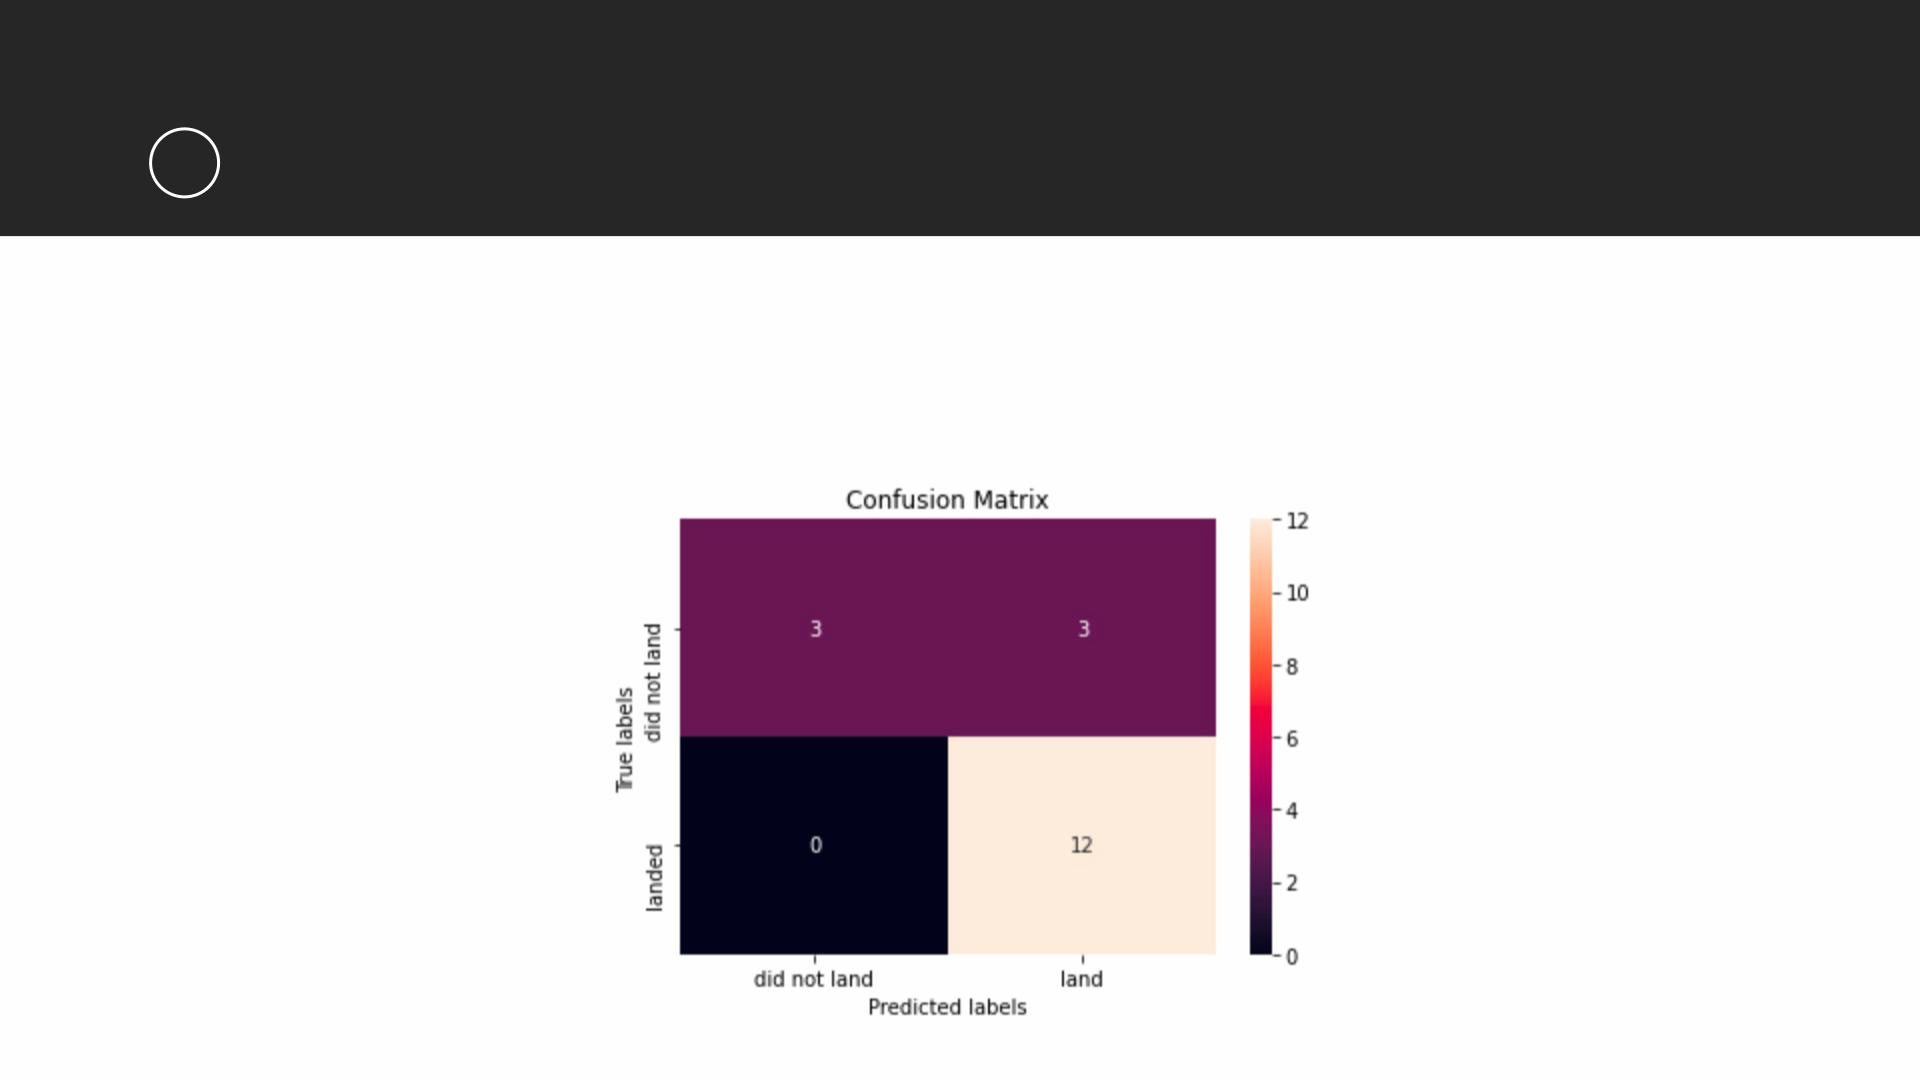 Confusion Matrix
True labels
did not land
landed
3
3
0
12
did not land
land
Predicted labels
12
10
8
6
4
2
0